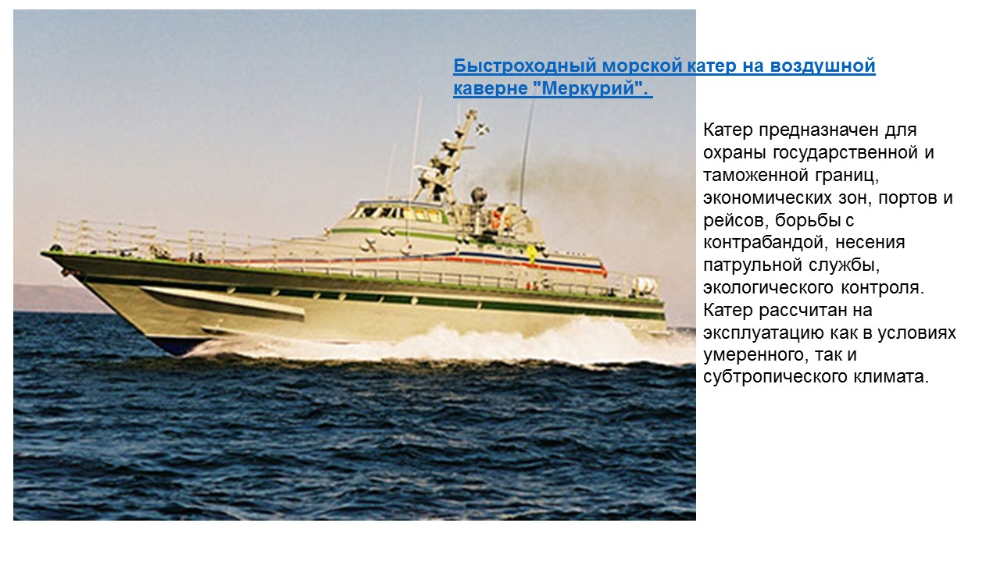 Быстроходный морской катер на воздушной
каверне "Меркурий".
Катер предназначен для
охраны государственной и
таможенной границ,
экономических зон, портов и
рейсов, борьбы с
контрабандой, несения
патрульной службы,
экологического контроля.
Катер рассчитан на
эксплуатацию как в условиях
умеренного, так и
субтропического климата.